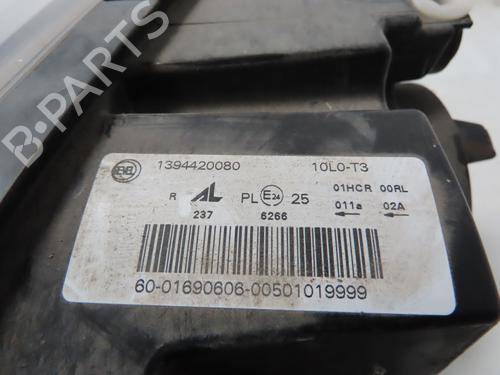 B-PARTS
1394420080 10L0-T3
R AL PL E24 25 01HCR 00RL
237 6266 011a 02A
60-01690606-00501019999